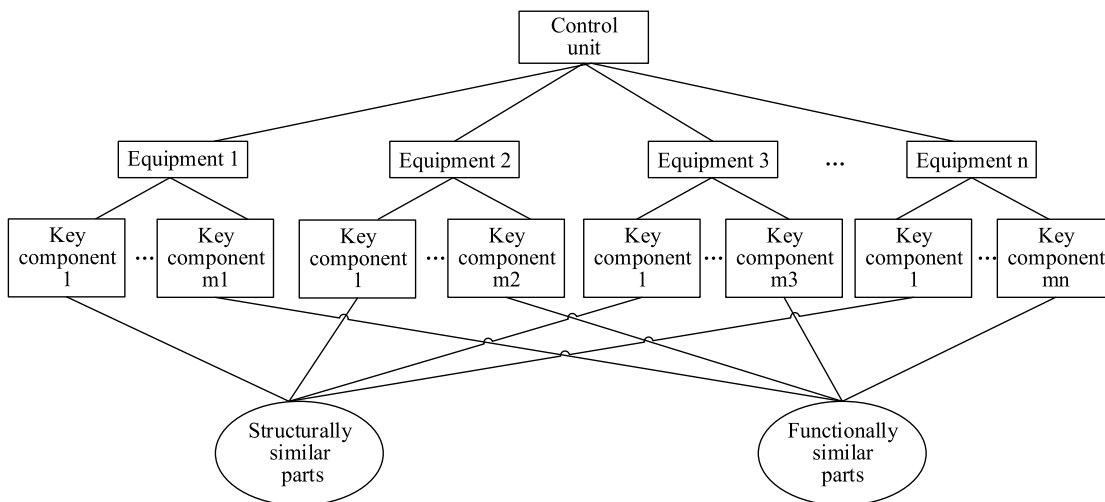 Control
unit
Equipment 1
Equipment 2
Equipment 3
...
Equipment n
Key
component
1
...
Key
component
m1
Key
component
1
...
Key
component
m2
Key
component
1
...
Key
component
m3
Key
component
1
...
Key
component
mn
Structurally
similar
parts
Functionally
similar
parts